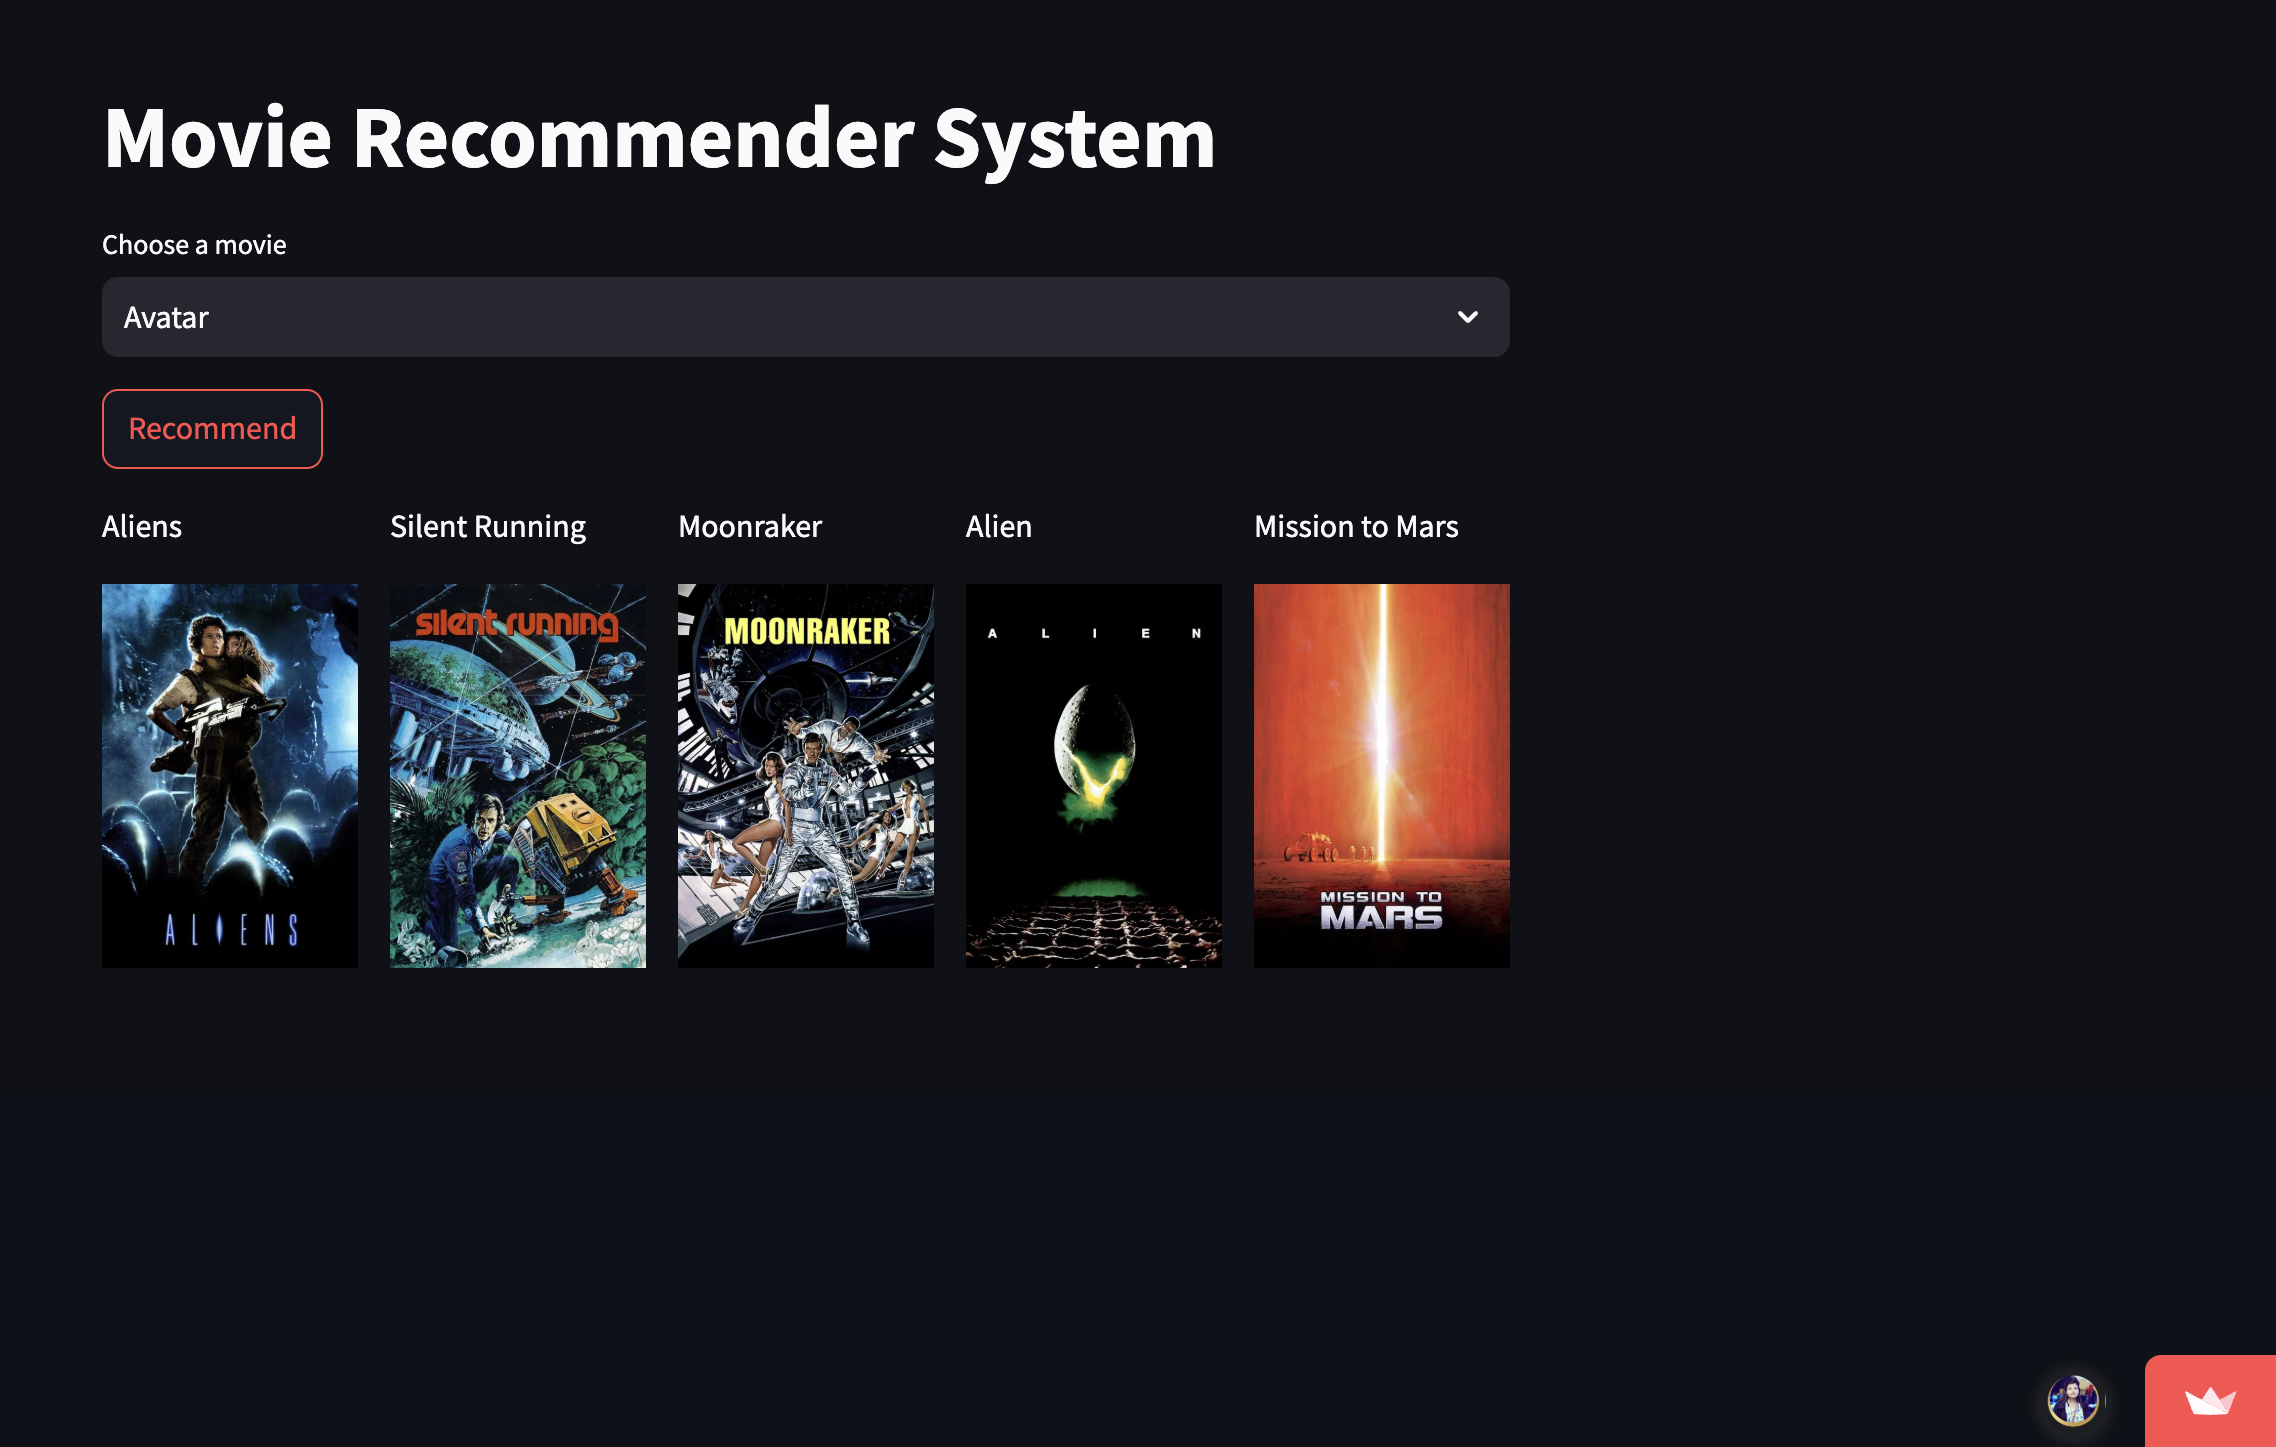 Movie Recommender System
Choose a movie
Avatar
Recommend
Aliens
Silent Running
Moonraker
Alien
Mission to Mars
ALIENS
silent running
MOONRAKER
ALIEN
MISSION TO
MARS